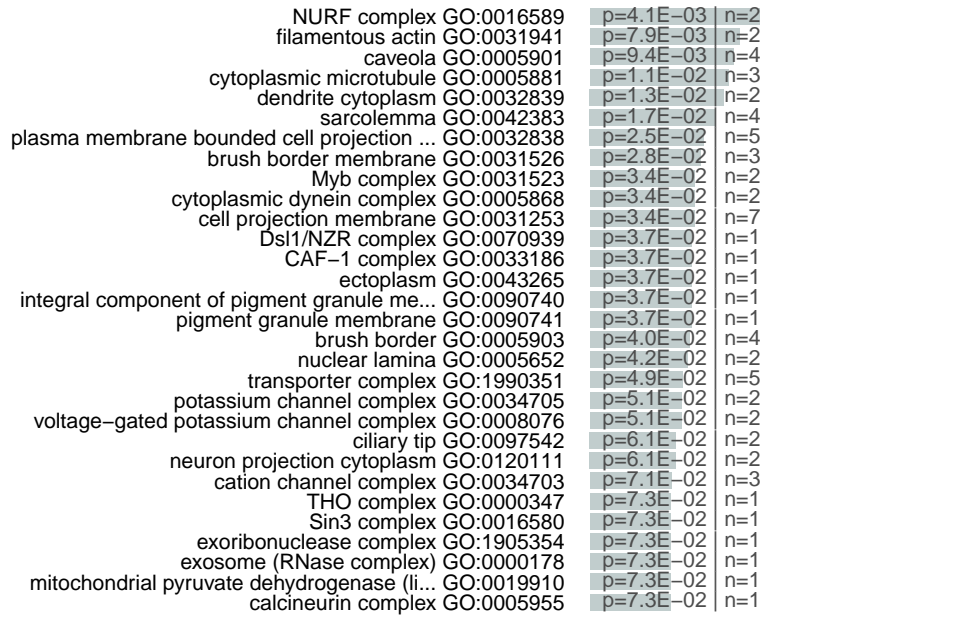 NURF complex GO:0016589 p=4.1E−03 n=2
filamentous actin GO:0031941 p=7.9E−03 n=2
caveola GO:0005901 p=9.4E−03 n=4
cytoplasmic microtubule GO:0005881 p=1.1E−02 n=3
dendrite cytoplasm GO:0032839 p=1.3E−02 n=2
sarcolemma GO:0042383 p=1.7E−02 n=4
plasma membrane bounded cell projection ... GO:0032838 p=2.5E−02 n=5
brush border membrane GO:0031526 p=2.8E−02 n=3
Myb complex GO:0031523 p=3.4E−02 n=2
cytoplasmic dynein complex GO:0005868 p=3.4E−02 n=2
cell projection membrane GO:0031253 p=3.4E−02 n=7
Dsl1/NZR complex GO:0070939 p=3.7E−02 n=1
CAF−1 complex GO:0033186 p=3.7E−02 n=1
ectoplasm GO:0043265 p=3.7E−02 n=1
integral component of pigment granule me... GO:0090740 p=3.7E−02 n=1
pigment granule membrane GO:0090741 p=3.7E−02 n=1
brush border GO:0005903 p=4.0E−02 n=4
nuclear lamina GO:0005652 p=4.2E−02 n=2
transporter complex GO:1990351 p=4.9E−02 n=5
potassium channel complex GO:0034705 p=5.1E−02 n=2
voltage−gated potassium channel complex GO:0008076 p=5.1E−02 n=2
ciliary tip GO:0097542 p=6.1E−02 n=2
neuron projection cytoplasm GO:0120111 p=6.1E−02 n=2
cation channel complex GO:0034703 p=7.1E−02 n=3
THO complex GO:0000347 p=7.3E−02 n=1
Sin3 complex GO:0016580 p=7.3E−02 n=1
exoribonuclease complex GO:1905354 p=7.3E−02 n=1
exosome (RNase complex) GO:0000178 p=7.3E−02 n=1
mitochondrial pyruvate dehydrogenase (li... GO:0019910 p=7.3E−02 n=1
calcineurin complex GO:0005955 p=7.3E−02 n=1